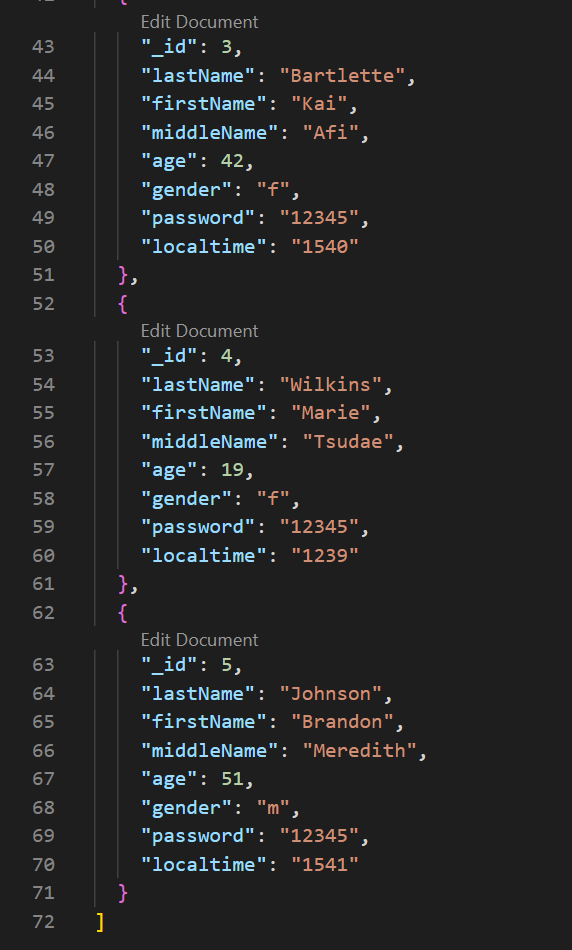 {
Edit Document
43 "_id": 3,
44 "lastName": "Bartlette",
45 "firstName": "Kai",
46 "middleName": "Afi",
47 "age": 42,
48 "gender": "f",
49 "password": "12345",
50 "localtime": "1540"
51 },
52 {
Edit Document
53 "_id": 4,
54 "lastName": "Wilkins",
55 "firstName": "Marie",
56 "middleName": "Tsudae",
57 "age": 19,
58 "gender": "f",
59 "password": "12345",
60 "localtime": "1239"
61 },
62 {
Edit Document
63 "_id": 5,
64 "lastName": "Johnson",
65 "firstName": "Brandon",
66 "middleName": "Meredith",
67 "age": 51,
68 "gender": "m",
69 "password": "12345",
70 "localtime": "1541"
71 }
72 ]